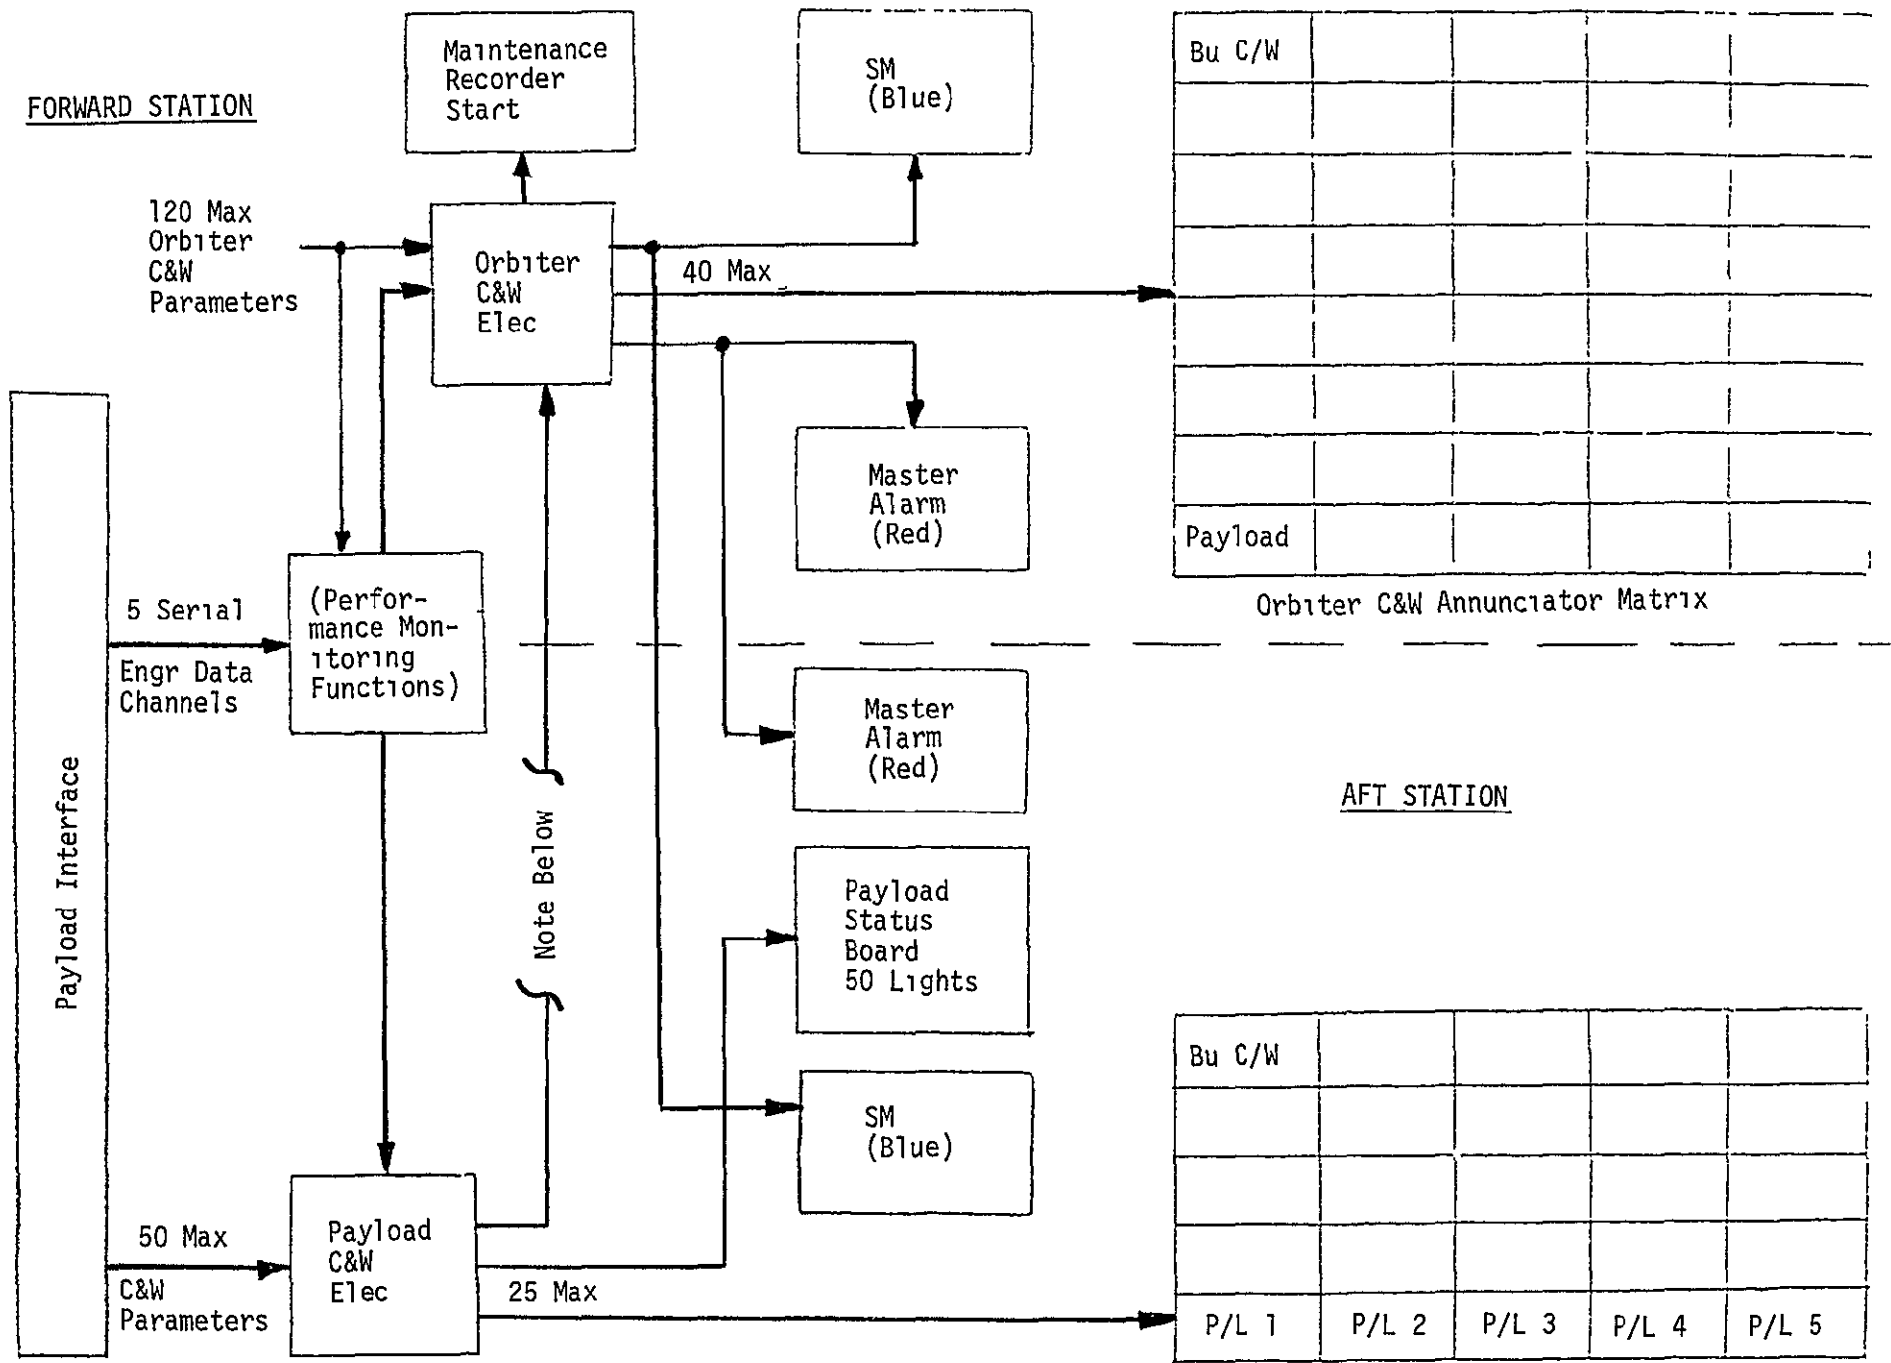 FORWARD STATION
Maintenance
Recorder
Start
SM
(Blue)
Bu C/W
120 Max
Orbiter
C&W
Parameters
Orbiter
C&W
Elec
40 Max
Master
Alarm
(Red)
Payload
Orbiter C&W Annunciator Matrix
5 Serial
Engr Data
Channels
(Perfor-
mance Mon-
itoring
Functions)
Master
Alarm
(Red)
AFT STATION
Payload Interface
Note Below
Payload
Status
Board
50 Lights
SM
(Blue)
Bu C/W
50 Max
C&W
Parameters
Payload
C&W
Elec
25 Max
P/L 1
P/L 2
P/L 3
P/L 4
P/L 5